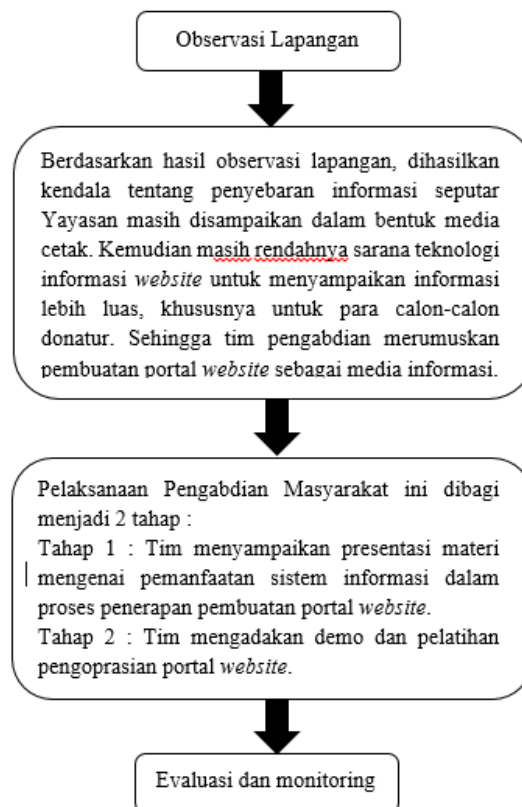 Observasi Lapangan
Berdasarkan hasil observasi lapangan, dihasilkan
kendala tentang penyebaran informasi seputar
Yayasan masih disampaikan dalam bentuk media
cetak. Kemudian masih rendahnya sarana teknologi
informasi website untuk menyampaikan informasi
lebih luas, khususnya untuk para calon-calon
donatur. Sehingga tim pengabdian merumuskan
pembuatan portal website sebagai media informasi.
Pelaksanaan Pengabdian Masyarakat ini dibagi
menjadi 2 tahap :
Tahap 1 : Tim menyampaikan presentasi materi
mengenai pemanfaatan sistem informasi dalam
proses penerapan pembuatan portal website.
Tahap 2 : Tim mengadakan demo dan pelatihan
pengoprasian portal website.
Evaluasi dan monitoring